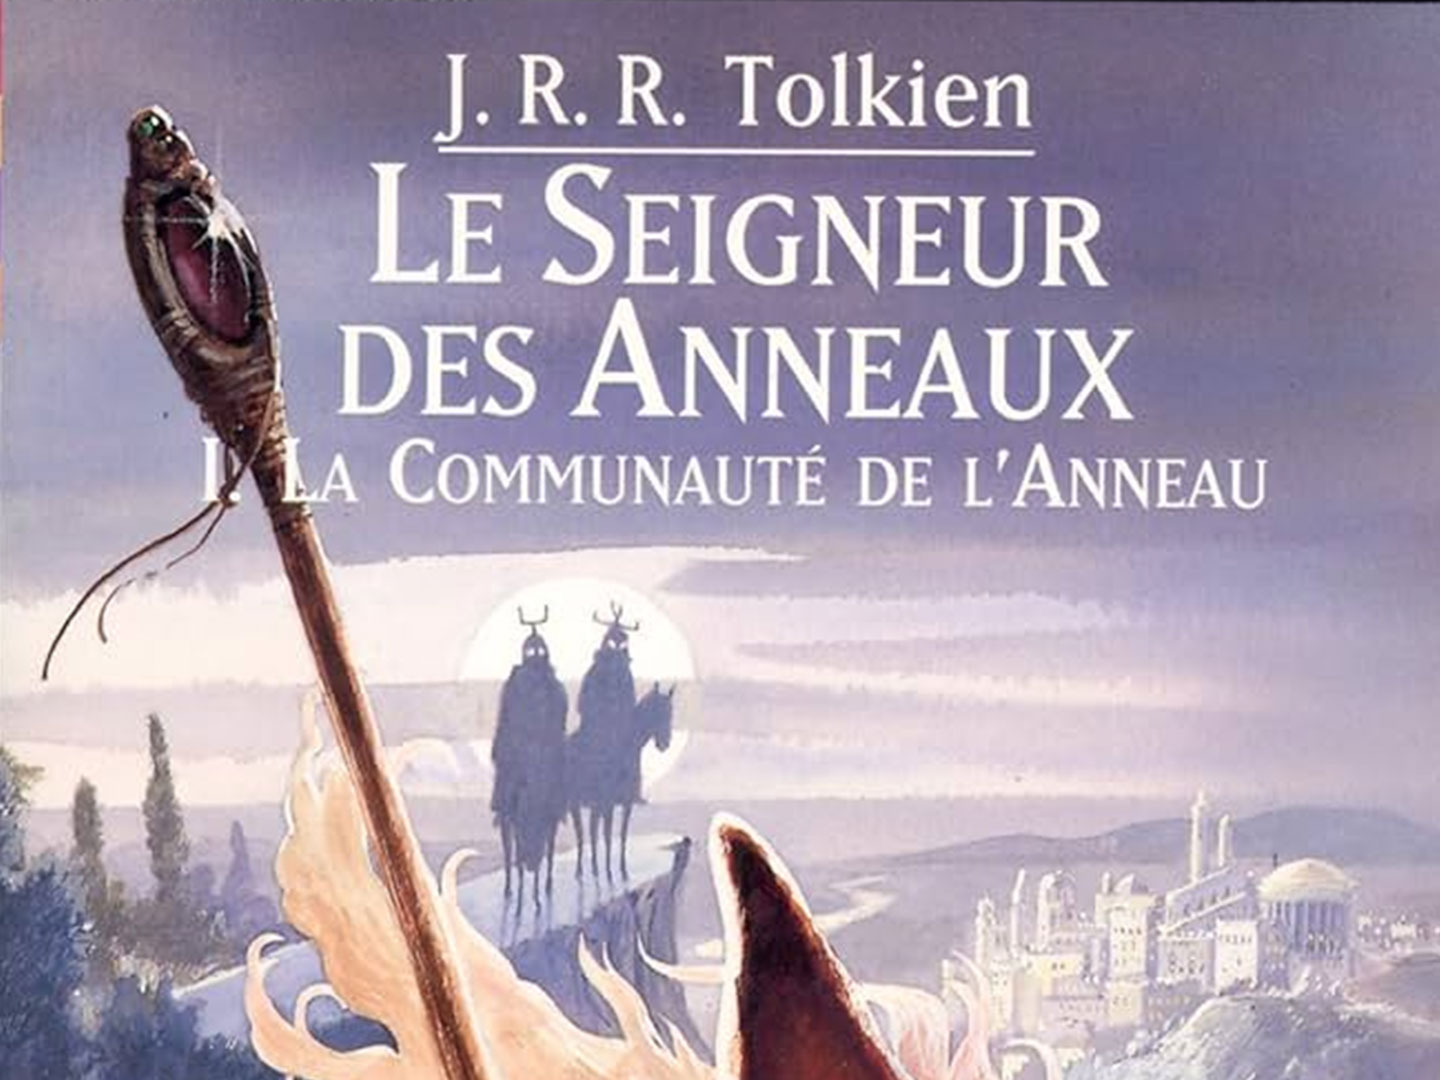 J. R. R. Tolkien
LE SEIGNEUR
DES ANNEAUX
I. LA COMMUNAUTÉ DE L'ANNEAU